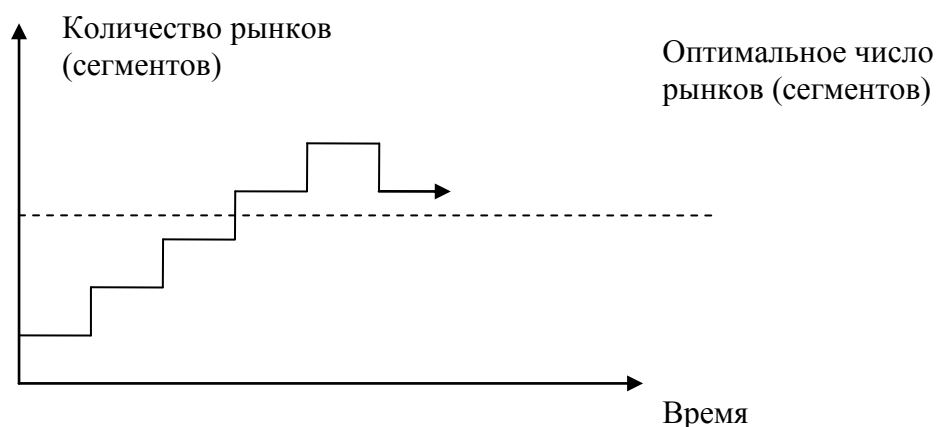 Количество рынков
(сегментов)
Оптимальное число
рынков (сегментов)
Время